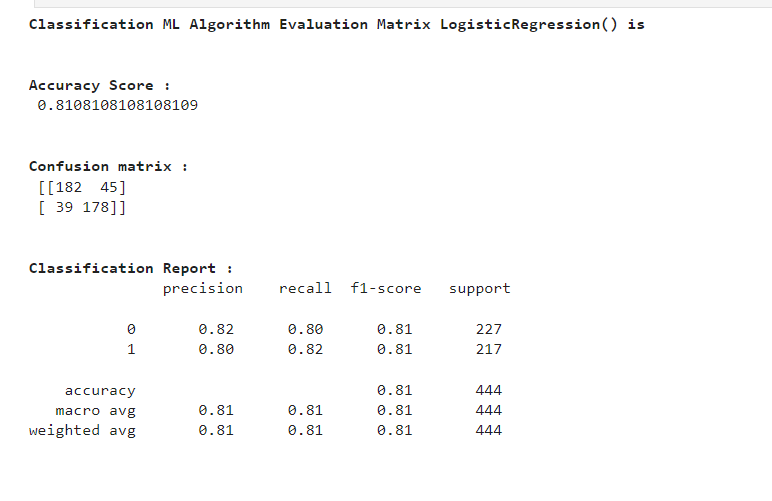 Classification ML Algorithm Evaluation Matrix LogisticRegression() is
Accuracy Score :
0.8108108108108109
Confusion matrix :
[[182  45]
[ 39 178]]
Classification Report :
precision    recall  f1-score   support
0       0.82      0.80      0.81       227
1       0.80      0.82      0.81       217
accuracy                           0.81       444
macro avg       0.81      0.81      0.81       444
weighted avg       0.81      0.81      0.81       444